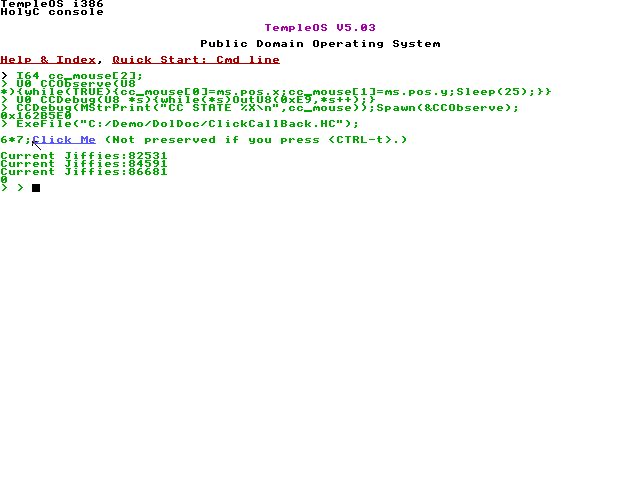 TempleOS i386
HolyC console
TempleOS V5.03
Public Domain Operating System
Help & Index, Quick Start: Cmd line
> I64 cc_mouse[2];
> U0 CCObserve(U8
*){while(TRUE){cc_mouse[0]=ms.pos.x;cc_mouse[1]=ms.pos.y;Sleep(25);}}
> U0 CCDebug(U8 *s){while(*s)OutU8(0xE9,*s++);}
> CCDebug(MStrPrint("CC STATE %X\n",cc_mouse));Spawn(&CCObserve);
0x162B5E0
> ExeFile("C:/Demo/DolDoc/ClickCallBack.HC");
6*7;Click Me (Not preserved if you press <CTRL-t>.)
Current Jiffies:82531
Current Jiffies:84591
Current Jiffies:86681
0
> >